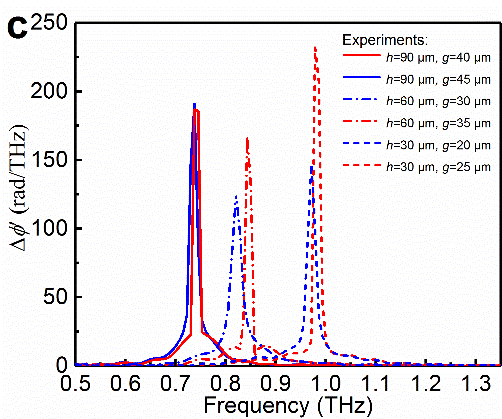 c
Experiments:
h=90 μm, g=40 μm
h=90 μm, g=45 μm
h=60 μm, g=30 μm
h=60 μm, g=35 μm
h=30 μm, g=20 μm
h=30 μm, g=25 μm
Δϕ' (rad/THz)
250
200
150
100
50
0
0.5 0.6 0.7 0.8 0.9 1.0 1.1 1.2 1.3
Frequency (THz)